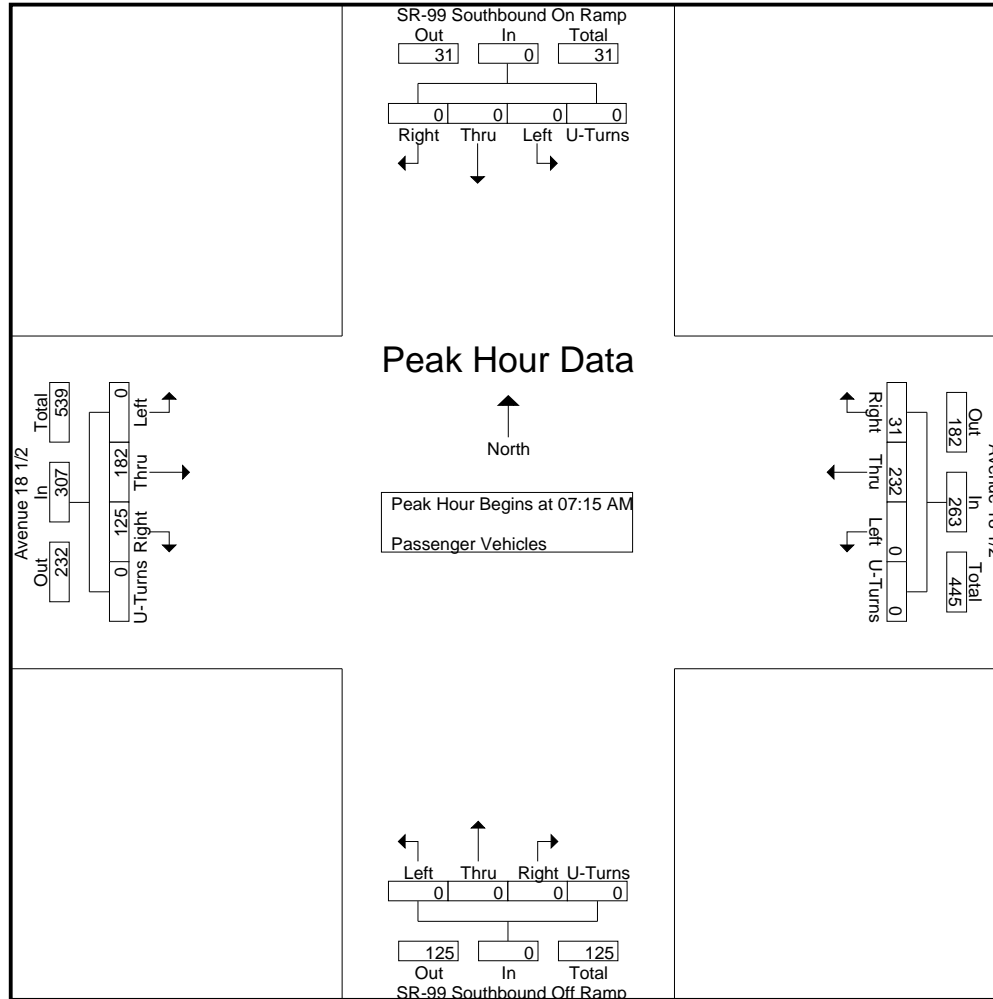 SR-99 Southbound On Ramp
Out In Total
31 0 31
0 0 0 0
Right Thru Left U-Turns
Peak Hour Data
North
Peak Hour Begins at 07:15 AM
Passenger Vehicles
Avenue 18 1/2
Total In Out
539 307 232
0 182 125 0
Left Thru Right U-Turns
Avenue 18 1/2
Out In Total
182 263 445
31 232 0 0
Right Thru Left U-Turns
Left Thru Right U-Turns
0 0 0 0
125 0 125
Out In Total
SR-99 Southbound Off Ramp